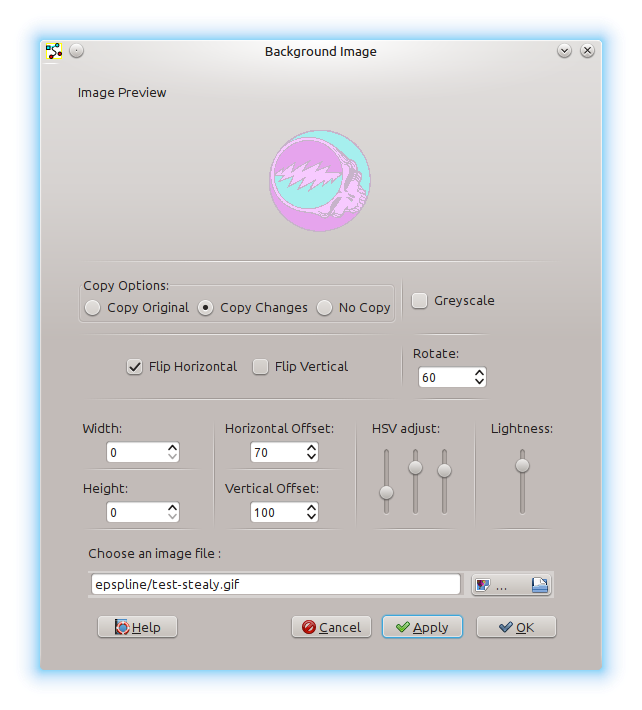 Background Image
Image Preview
Copy Options:
Copy Original Copy Changes No Copy
Greyscale
Flip Horizontal Flip Vertical
Rotate:
60
Width: Horizontal Offset: HSV adjust: Lightness:
0 70
Height: Vertical Offset:
0 100
Choose an image file :
epspline/test-stealy.gif ...
Help Cancel Apply OK